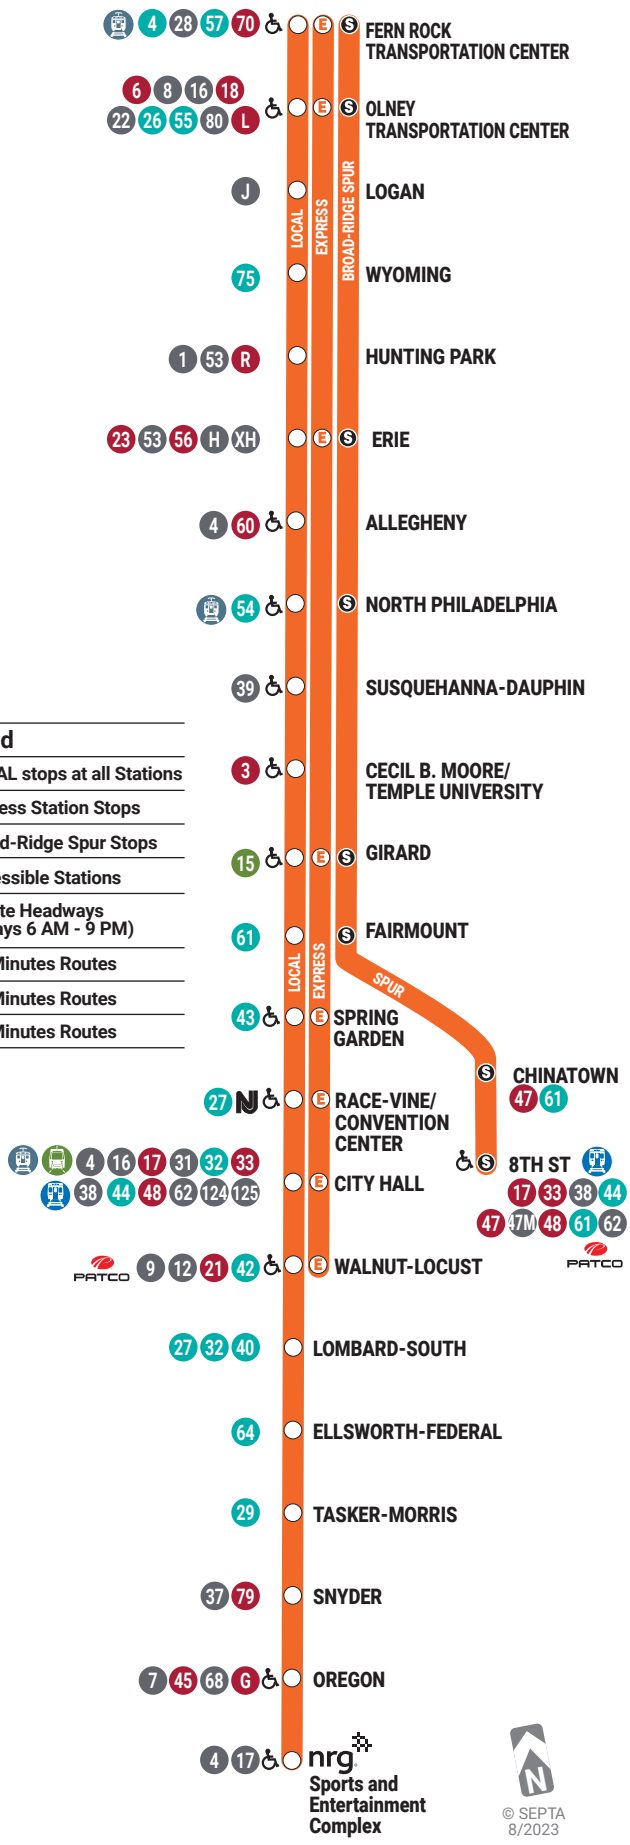 4 28 57 70 E S FERN ROCK
TRANSPORTATION CENTER
6 8 16 18
22 26 55 80 L E S OLNEY
TRANSPORTATION CENTER
J LOGAN
LOCAL
EXPRESS
BROAD-RIDGE SPUR
75 WYOMING
1 53 R HUNTING PARK
23 53 56 H XH E S ERIE
4 60 ALLEGHENY
54 S NORTH PHILADELPHIA
39 SUSQUEHANNA-DAUPHIN
3 CECIL B. MOORE/
TEMPLE UNIVERSITY
15 E S GIRARD
61 S FAIRMOUNT
LOCAL
EXPRESS
SPUR
43 E SPRING
GARDEN
S CHINATOWN
47 61
27 NJ E RACE-VINE/
CONVENTION
CENTER
4 16 17 31 32 33
38 44 48 62 124 125 E CITY HALL
S 8TH ST
17 33 38 44
47 47M 48 61 62
PATCO
PATCO 9 12 21 42 E WALNUT-LOCUST
27 32 40 LOMBARD-SOUTH
64 ELLSWORTH-FEDERAL
29 TASKER-MORRIS
37 79 SNYDER
7 45 68 G OREGON
4 17 nrg
Sports and
Entertainment
Complex
d
AL stops at all Stations
ess Station Stops
d-Ridge Spur Stops
essible Stations
te Headways
ays 6 AM - 9 PM)
Minutes Routes
Minutes Routes
Minutes Routes
N
© SEPTA
8/2023